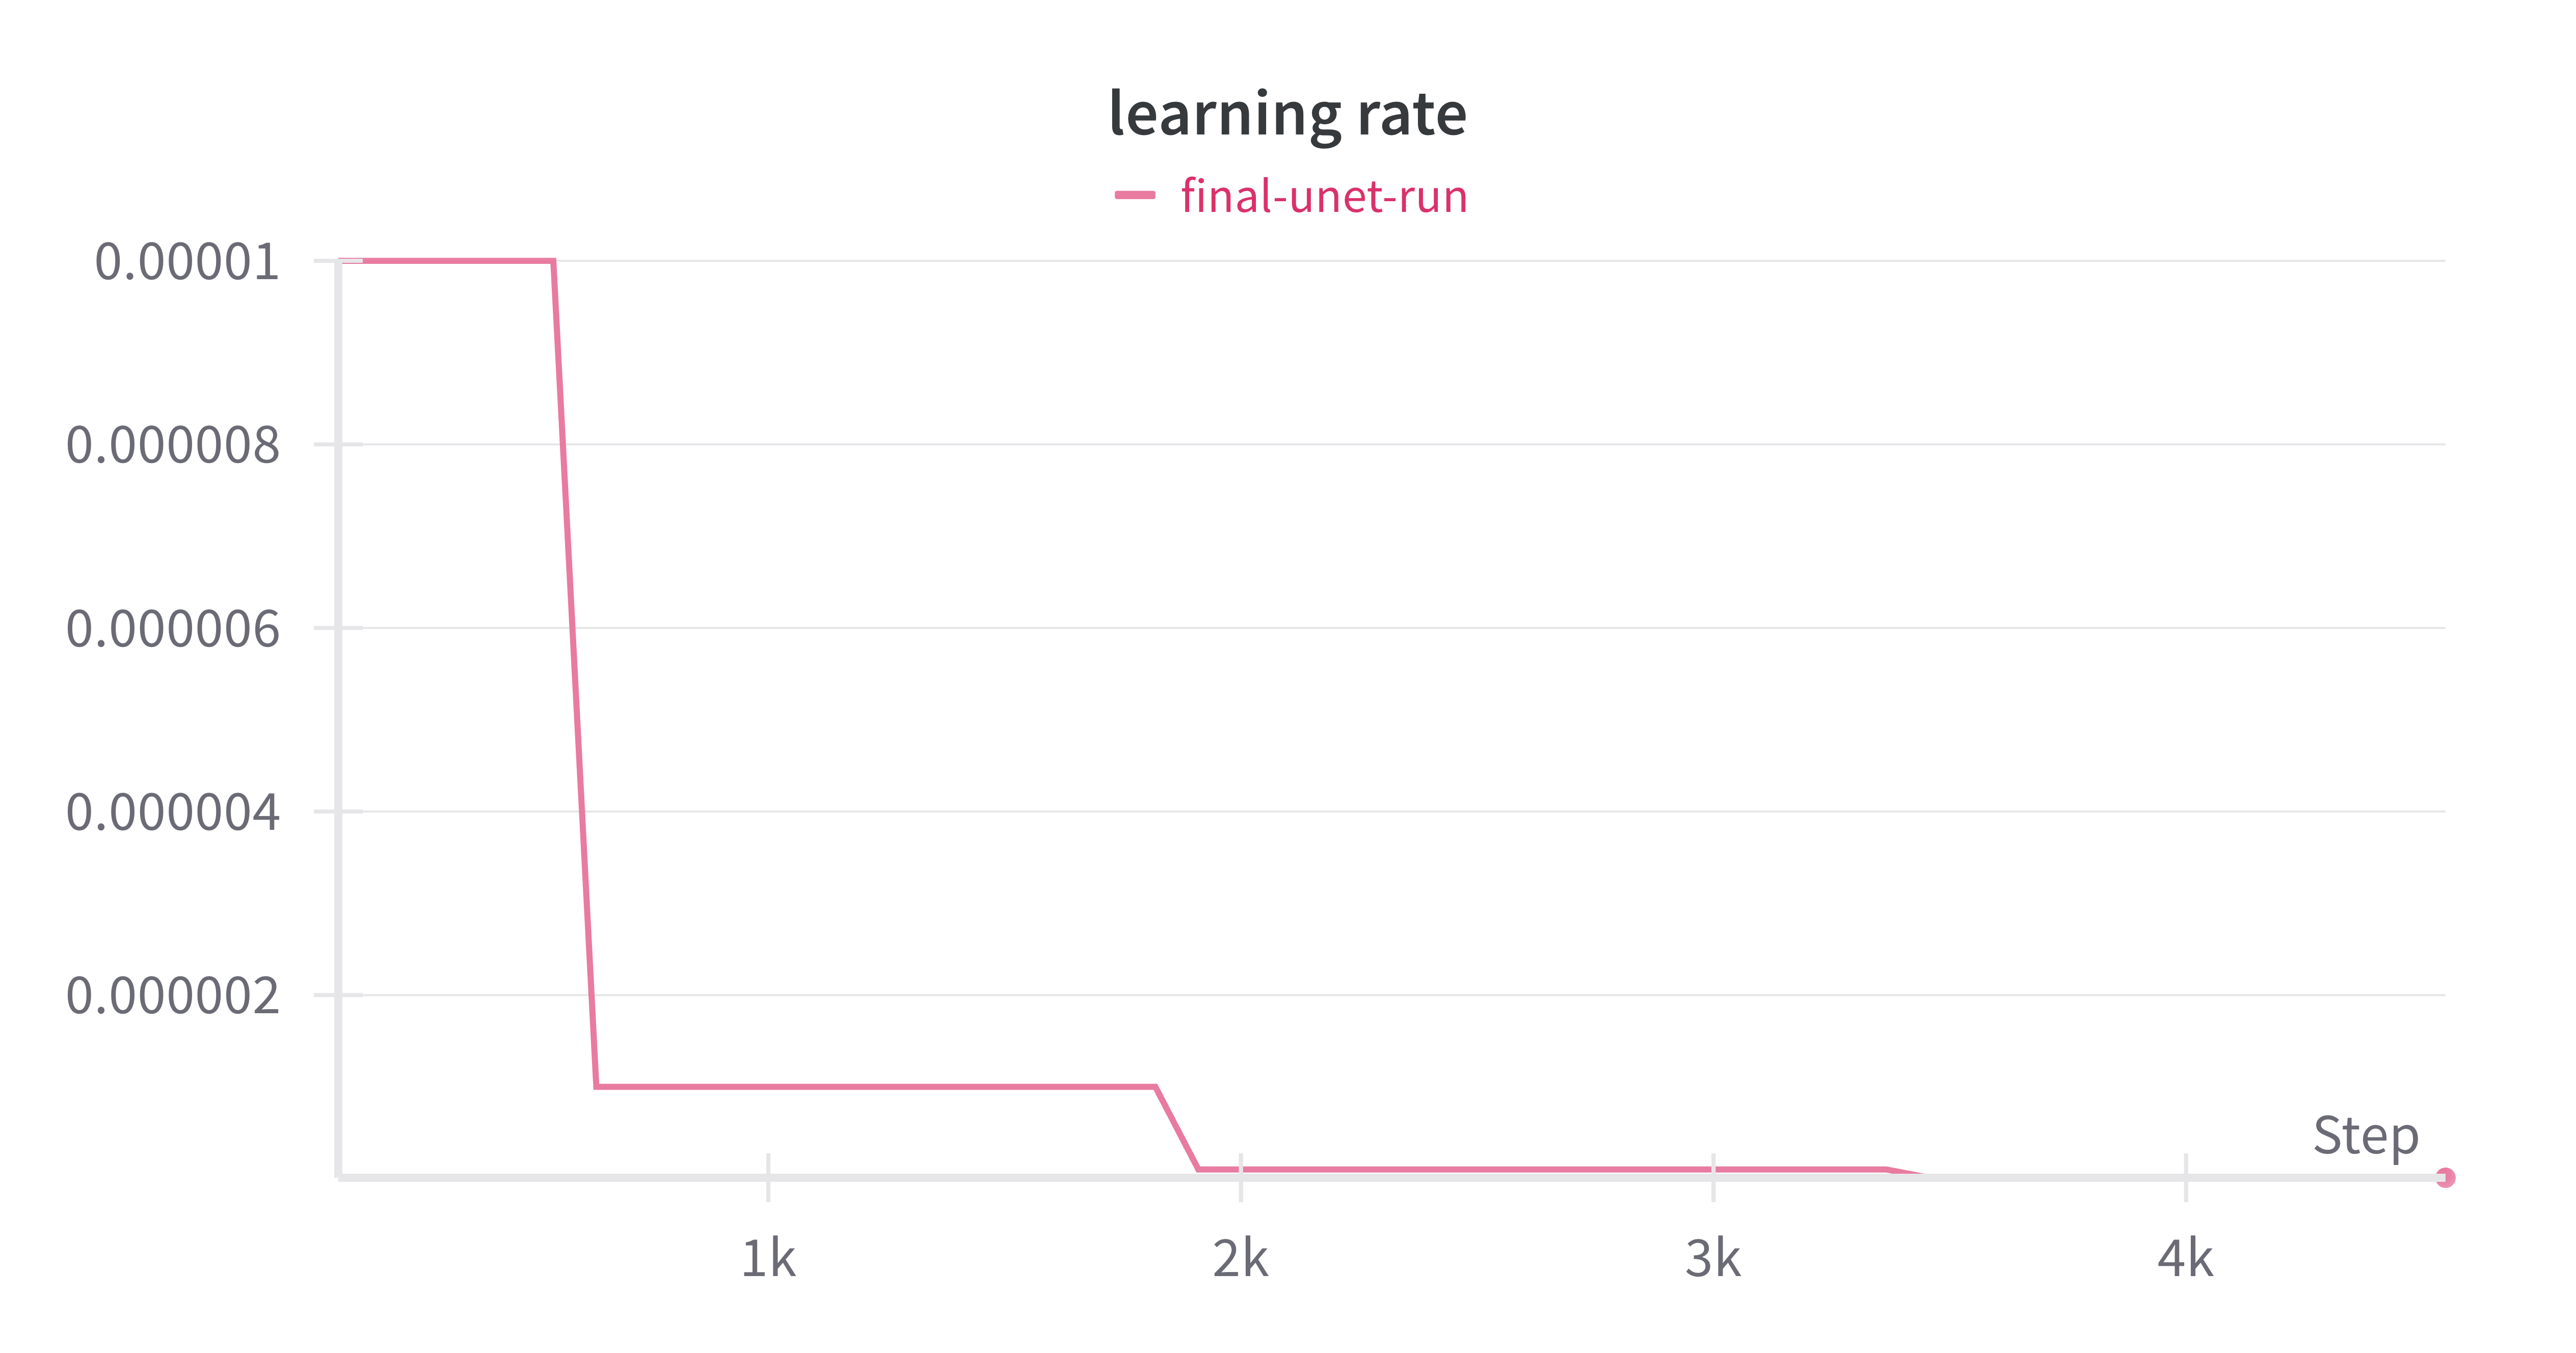 learning rate
final-unet-run
0.00001
0.000008
0.000006
0.000004
0.000002
Step
1k 2k 3k 4k